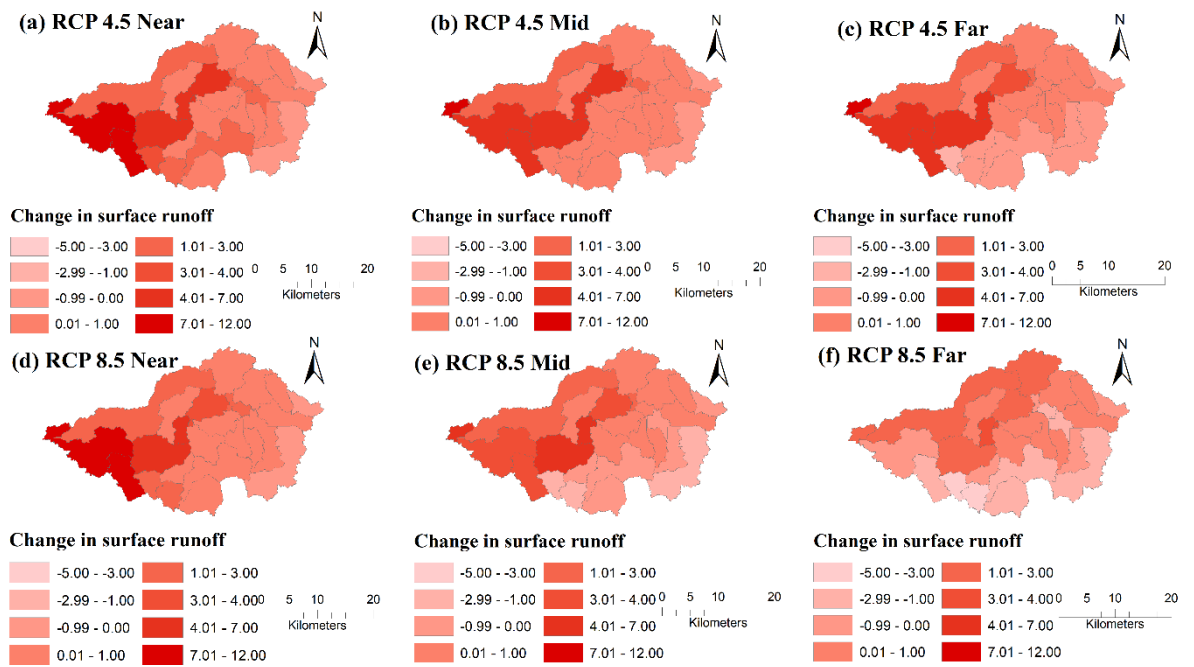 (a) RCP 4.5 Near
N
Change in surface runoff
-5.00 - -3.00
1.01 - 3.00
-2.99 - -1.00
3.01 - 4.00
-0.99 - 0.00
4.01 - 7.00
0.01 - 1.00
7.01 - 12.00
0 5 10 20
Kilometers
(b) RCP 4.5 Mid
N
Change in surface runoff
-5.00 - -3.00
1.01 - 3.00
-2.99 - -1.00
3.01 - 4.00
-0.99 - 0.00
4.01 - 7.00
0.01 - 1.00
7.01 - 12.00
0 5 10 20
Kilometers
(c) RCP 4.5 Far
N
Change in surface runoff
-5.00 - -3.00
1.01 - 3.00
-2.99 - -1.00
3.01 - 4.00
-0.99 - 0.00
4.01 - 7.00
0.01 - 1.00
7.01 - 12.00
0 5 10 20
Kilometers
(d) RCP 8.5 Near
N
Change in surface runoff
-5.00 - -3.00
1.01 - 3.00
-2.99 - -1.00
3.01 - 4.00
-0.99 - 0.00
4.01 - 7.00
0.01 - 1.00
7.01 - 12.00
0 5 10 20
Kilometers
(e) RCP 8.5 Mid
N
Change in surface runoff
-5.00 - -3.00
1.01 - 3.00
-2.99 - -1.00
3.01 - 4.00
-0.99 - 0.00
4.01 - 7.00
0.01 - 1.00
7.01 - 12.00
0 5 10 20
Kilometers
(f) RCP 8.5 Far
N
Change in surface runoff
-5.00 - -3.00
1.01 - 3.00
-2.99 - -1.00
3.01 - 4.00
-0.99 - 0.00
4.01 - 7.00
0.01 - 1.00
7.01 - 12.00
0 5 10 20
Kilometers